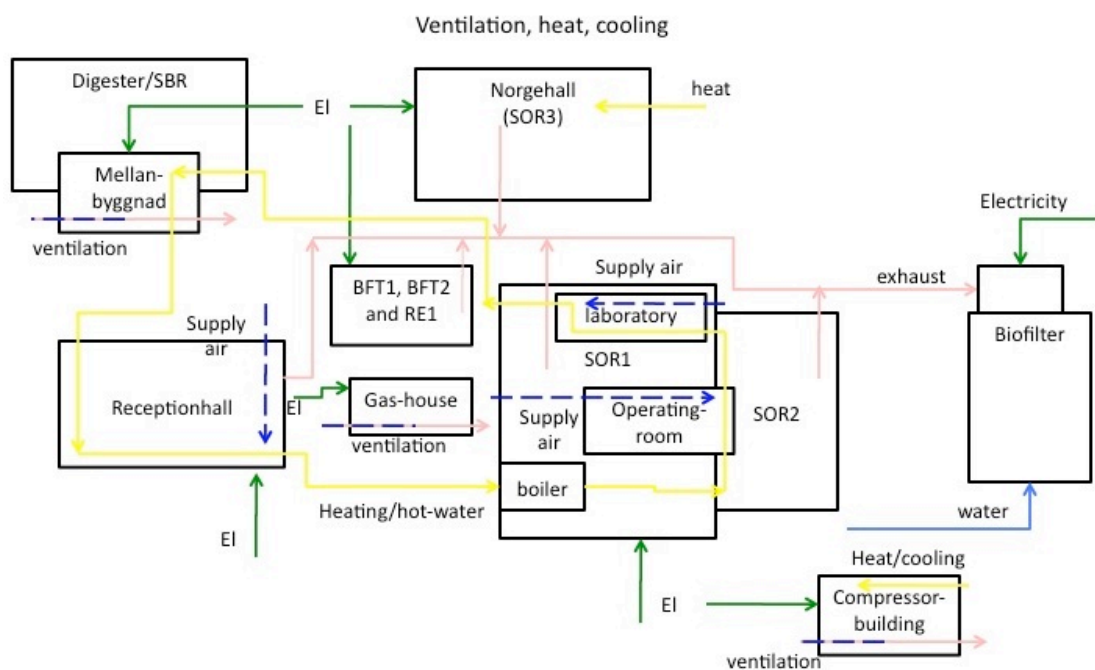 Ventilation, heat, cooling
Digester/SBR
El
Norgehall
(SOR3)
heat
Mellan-
byggnad
ventilation
Electricity
Supply air
exhaust
BFT1, BFT2
and RE1
laboratory
Biofilter
Supply
air
SOR1
Receptionhall
El
Gas-house
ventilation
Supply
air
Operating-
room
SOR2
boiler
Heating/hot-water
water
El
Heat/cooling
El
Compressor-
building
ventilation